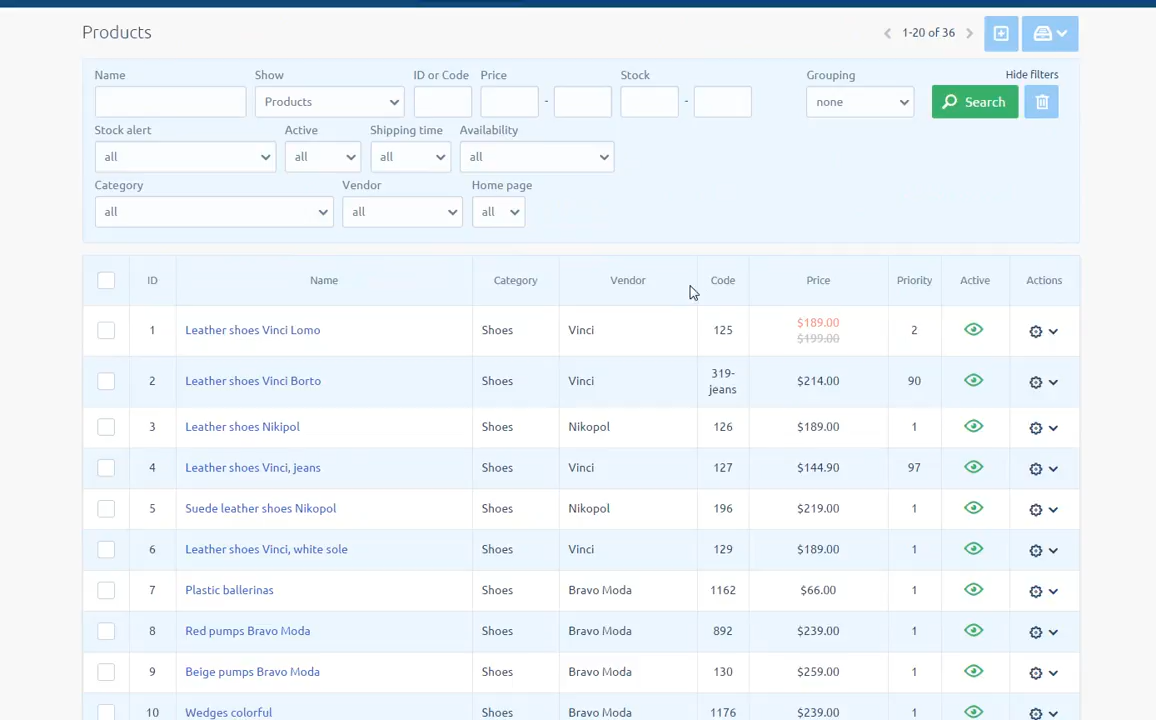 Products
1-20 of 36
Hide filters
Name Show ID or Code Price Stock Grouping
Products - - none Search
Stock alert Active Shipping time Availability
all all all all
Category Vendor Home page
all all all
ID Name Category Vendor Code Price Priority Active Actions
1 Leather shoes Vinci Lomo Shoes Vinci 125 $189.00 $199.00 2
2 Leather shoes Vinci Borto Shoes Vinci 319-jeans $214.00 90
3 Leather shoes Nikipol Shoes Nikopol 126 $189.00 1
4 Leather shoes Vinci, jeans Shoes Vinci 127 $144.90 97
5 Suede leather shoes Nikopol Shoes Nikopol 196 $219.00 1
6 Leather shoes Vinci, white sole Shoes Vinci 129 $189.00 1
7 Plastic ballerinas Shoes Bravo Moda 1162 $66.00 1
8 Red pumps Bravo Moda Shoes Bravo Moda 892 $239.00 1
9 Beige pumps Bravo Moda Shoes Bravo Moda 130 $259.00 1
10 Wedges colorful Shoes Bravo Moda 1176 $239.00 1